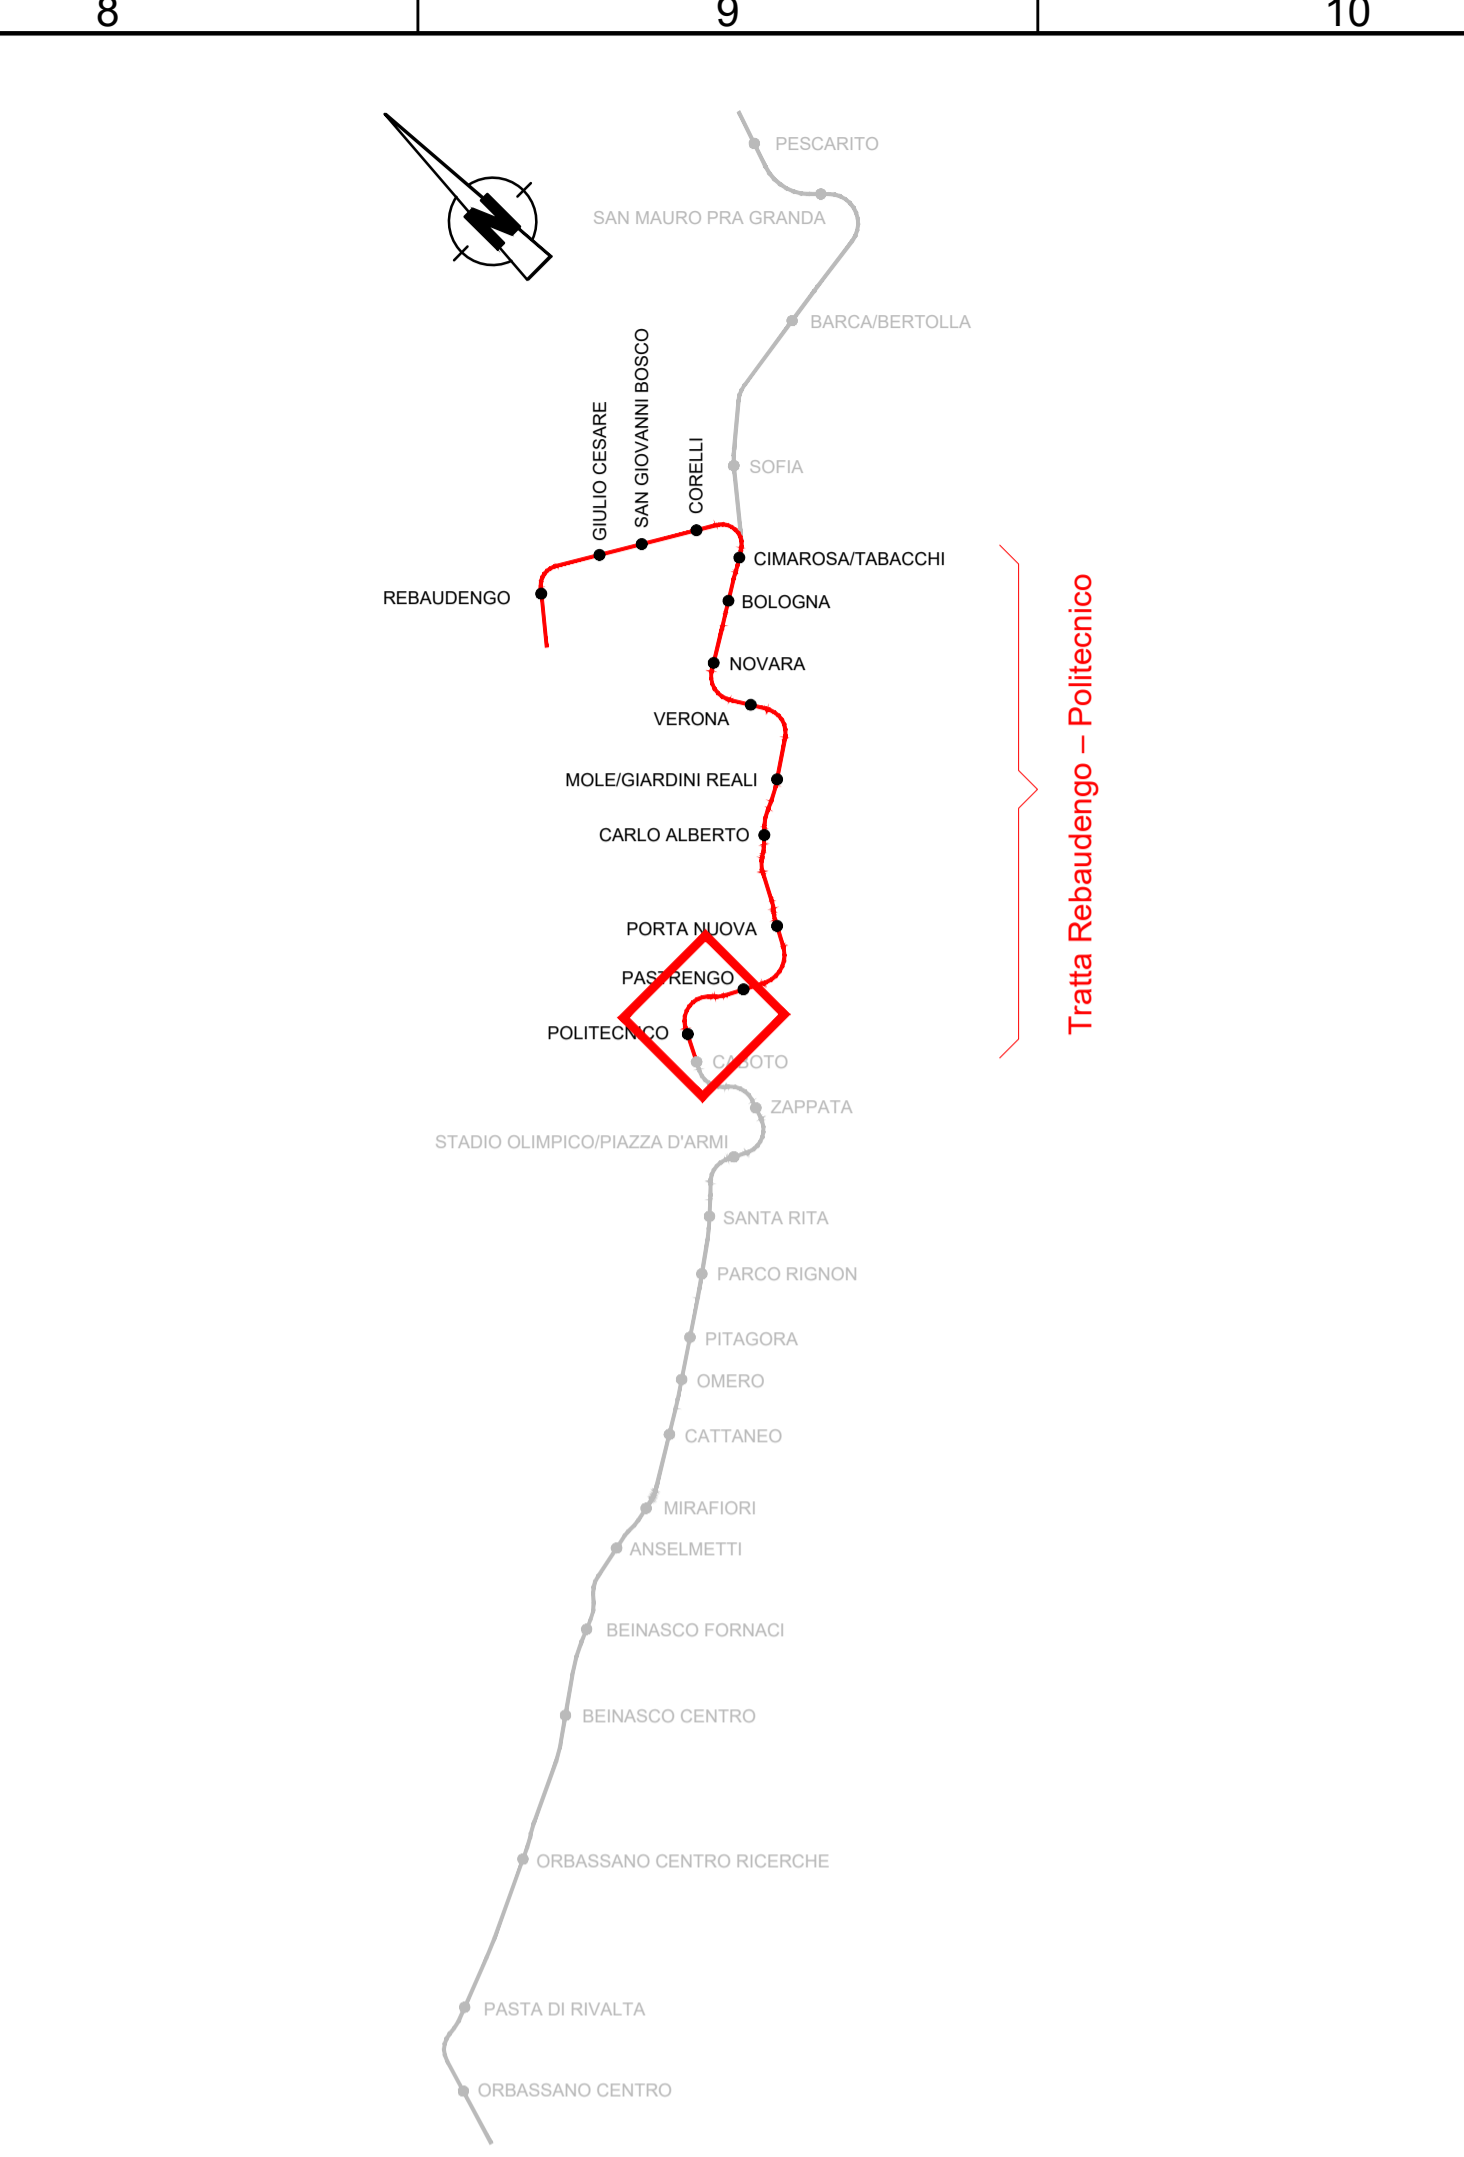 8
9
10
N
PESCARITO
SAN MAURO PRA GRANDA
BARCA/BERTOLLA
SOFIA
GIULIO CESARE
SAN GIOVANNI BOSCO
CORELLI
CIMAROSA/TABACCHI
REBAUDENGO
BOLOGNA
NOVARA
VERONA
MOLE/GIARDINI REALI
CARLO ALBERTO
PORTA NUOVA
PASTRENGO
POLITECNICO
CABOTO
ZAPPATA
STADIO OLIMPICO/PIAZZA D'ARMI
SANTA RITA
PARCO RIGNON
PITAGORA
OMERO
CATTANEO
MIRAFIORI
ANSELMETTI
BEINASCO FORNACI
BEINASCO CENTRO
ORBASSANO CENTRO RICERCHE
PASTA DI RIVALTA
ORBASSANO CENTRO
Tratta Rebaudengo – Politecnico